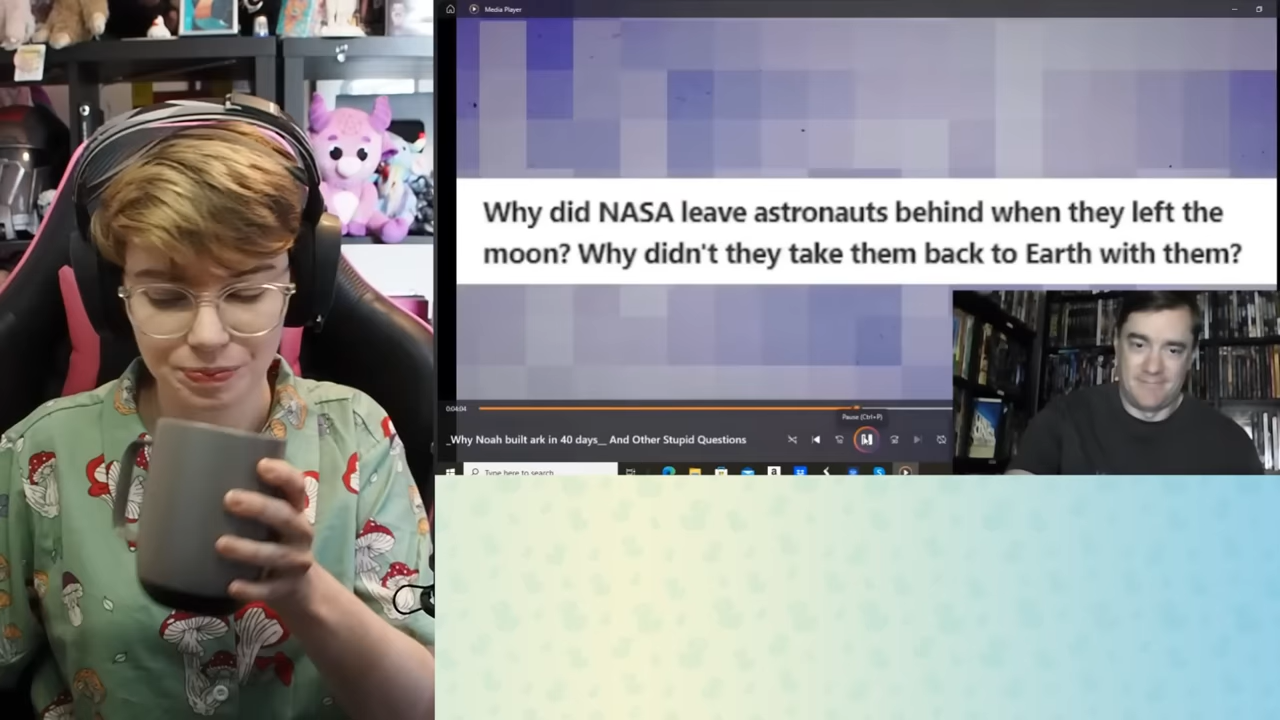 Media Player
Why did NASA leave astronauts behind when they left the
moon? Why didn't they take them back to Earth with them?
0:04:04
Pause (Ctrl+P)
_Why Noah built ark in 40 days__ And Other Stupid Questions
Type here to search